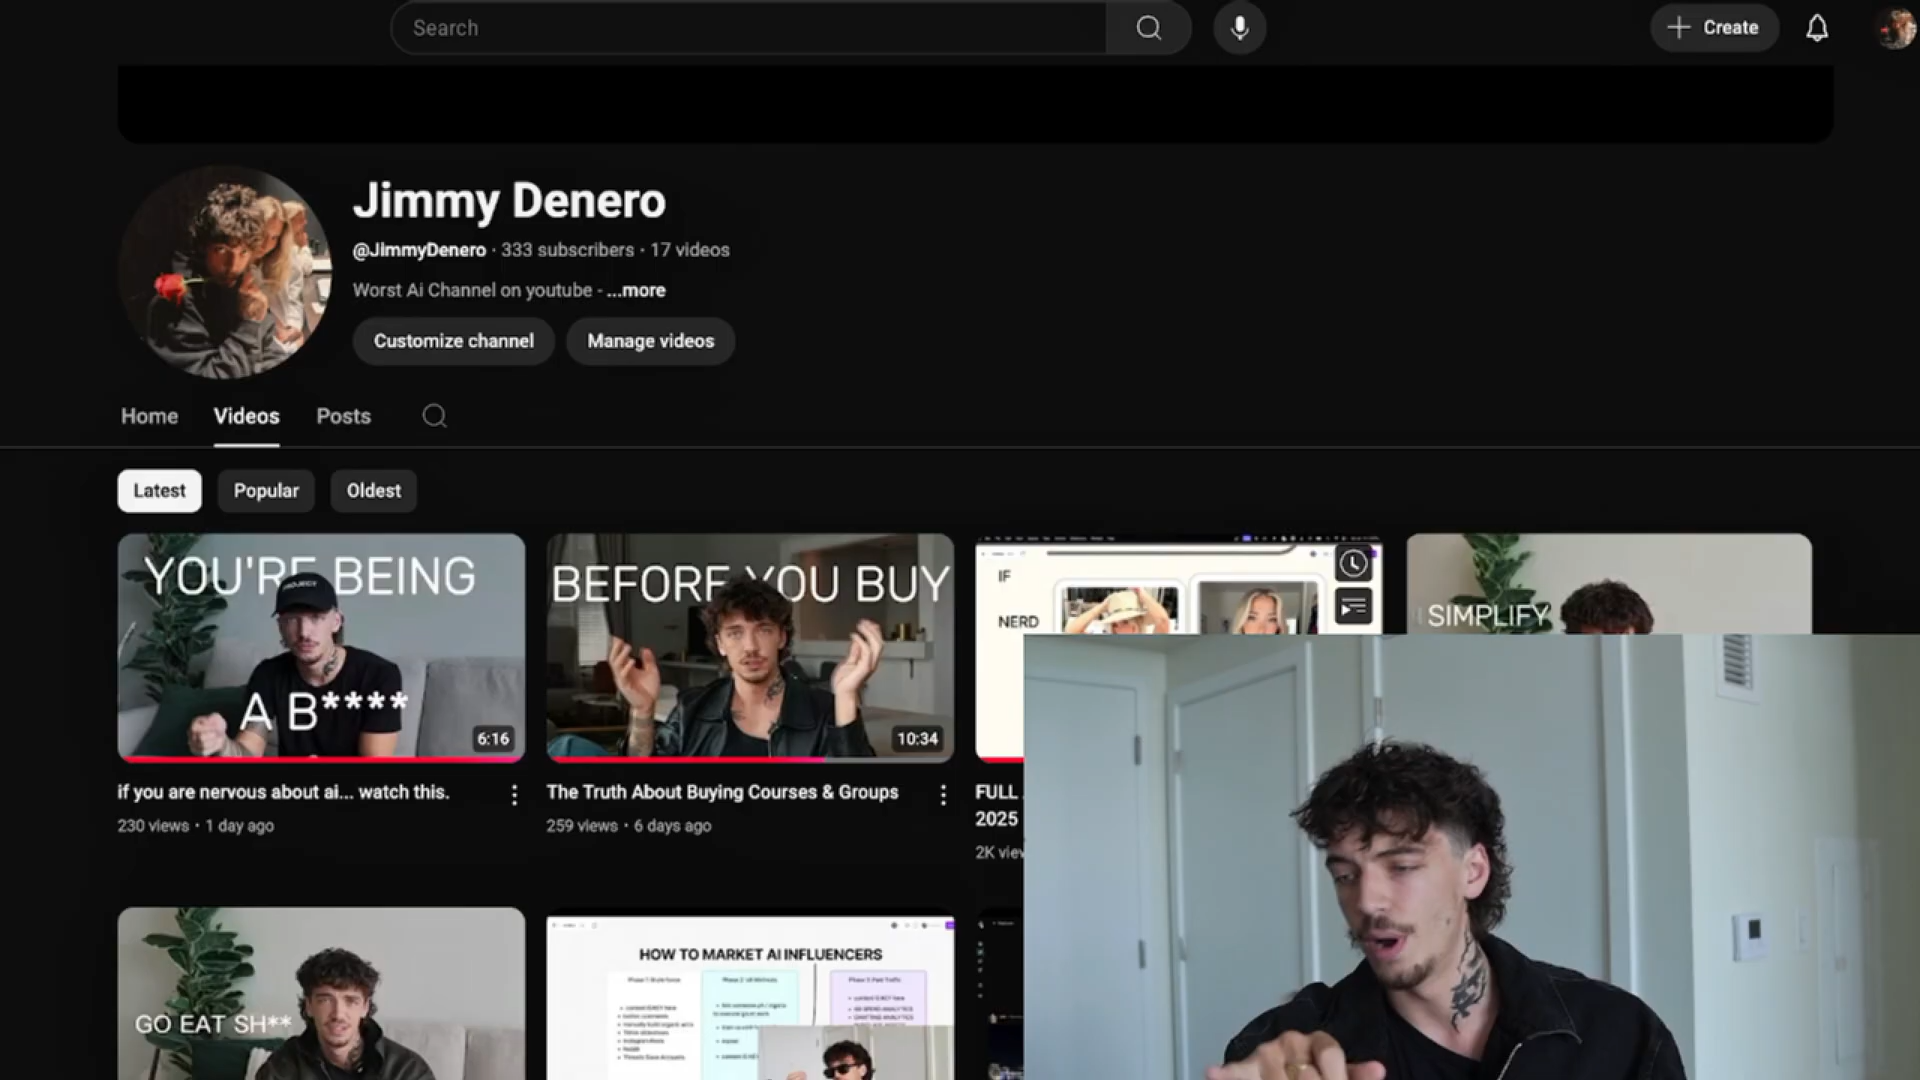 Search
Create
Jimmy Denero
@JimmyDenero · 333 subscribers · 17 videos
Worst Ai Channel on youtube - ...more
Customize channel
Manage videos
Home
Videos
Posts
Latest
Popular
Oldest
YOU'RE BEING
PROJECT
A B****
6:16
BEFORE YOU BUY
10:34
IF
NERD
SIMPLIFY
if you are nervous about ai... watch this.
230 views · 1 day ago
The Truth About Buying Courses & Groups
259 views · 6 days ago
FULL
2025
2K
GO EAT SH**
HOW TO MARKET AI INFLUENCERS